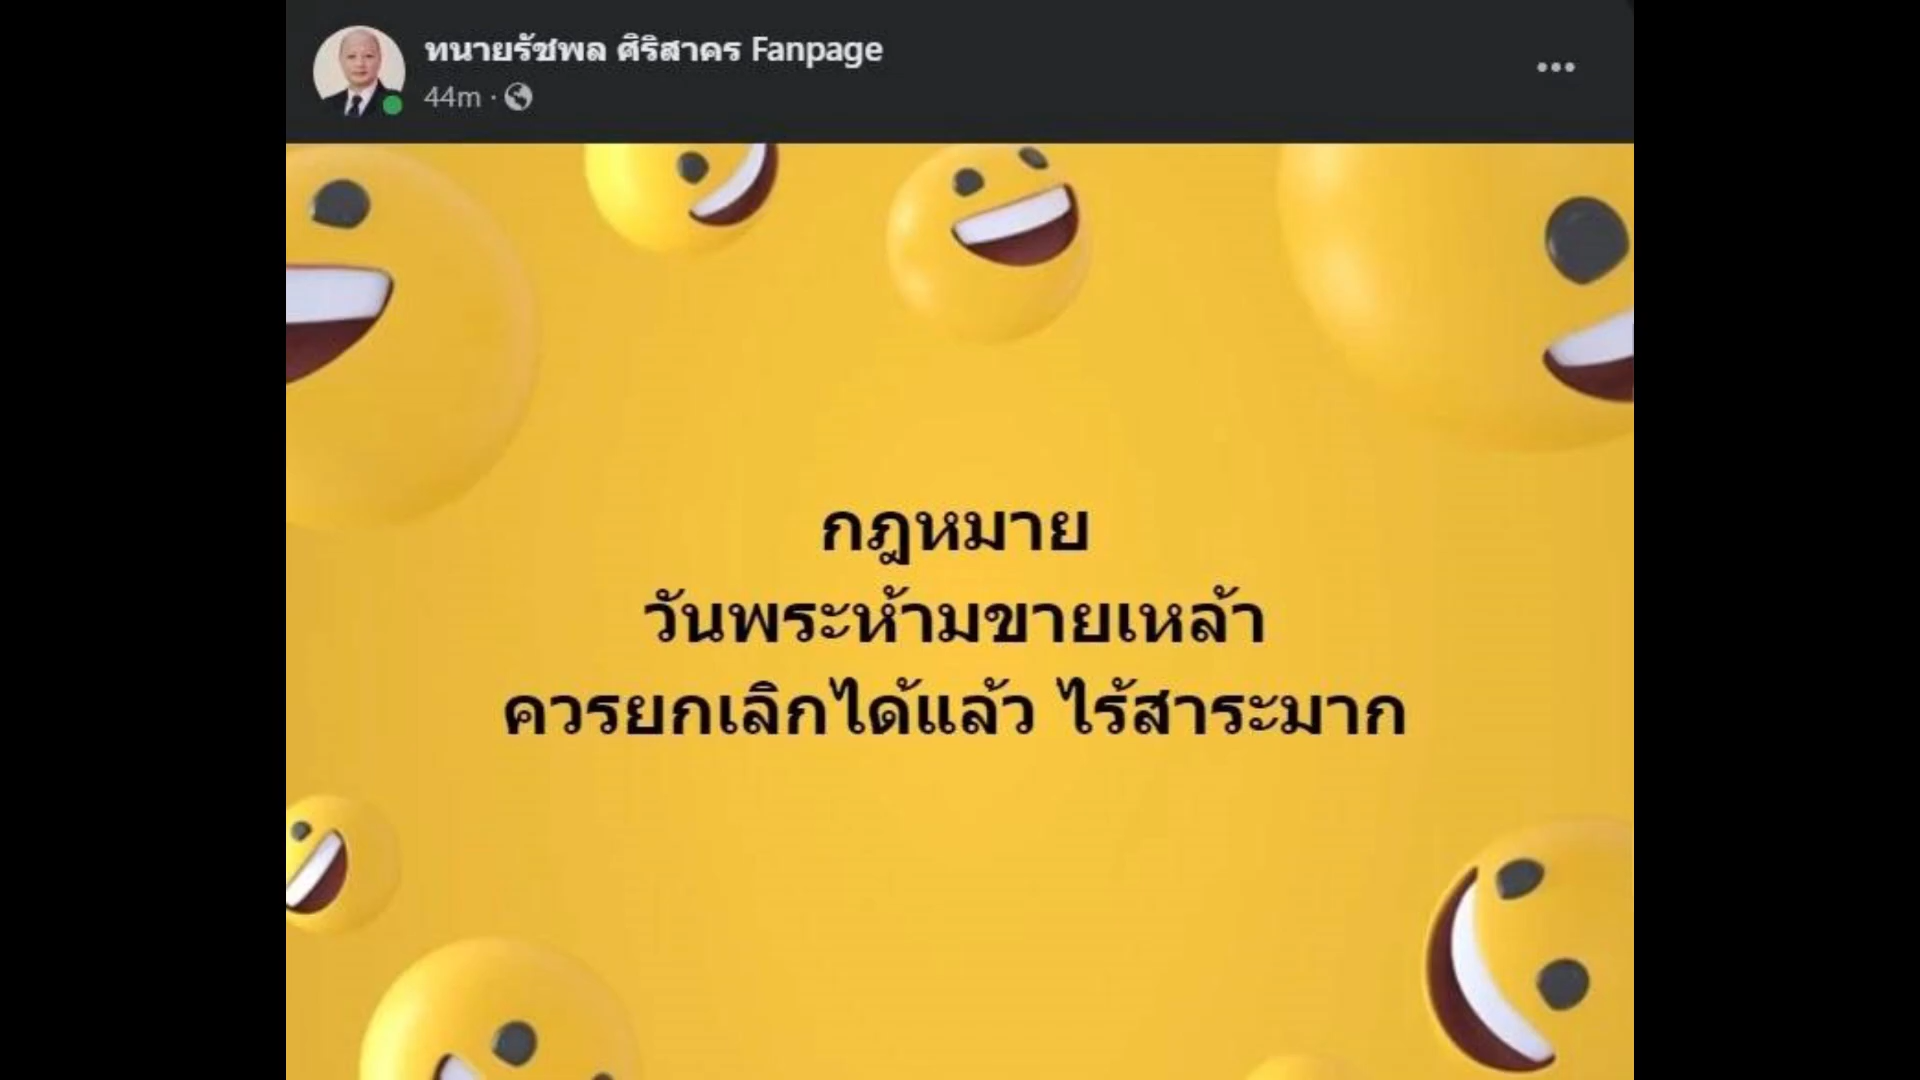 ทนายรัชพล ศิริสาคร Fanpage
44m ·
กฎหมาย
วันพระห้ามขายเหล้า
ควรยกเลิกได้แล้ว ไร้สาระมาก